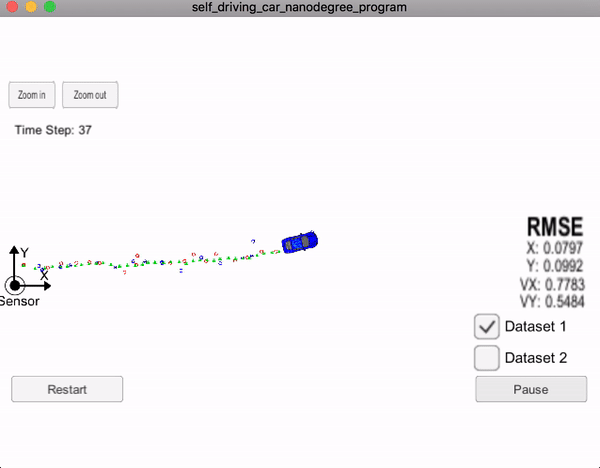 self_driving_car_nanodegree_program
Zoom in
Zoom out
Time Step: 37
RMSE
X: 0.0797
Y: 0.0992
VX: 0.7783
VY: 0.5484
Y
X
Sensor
Dataset 1
Dataset 2
Restart
Pause